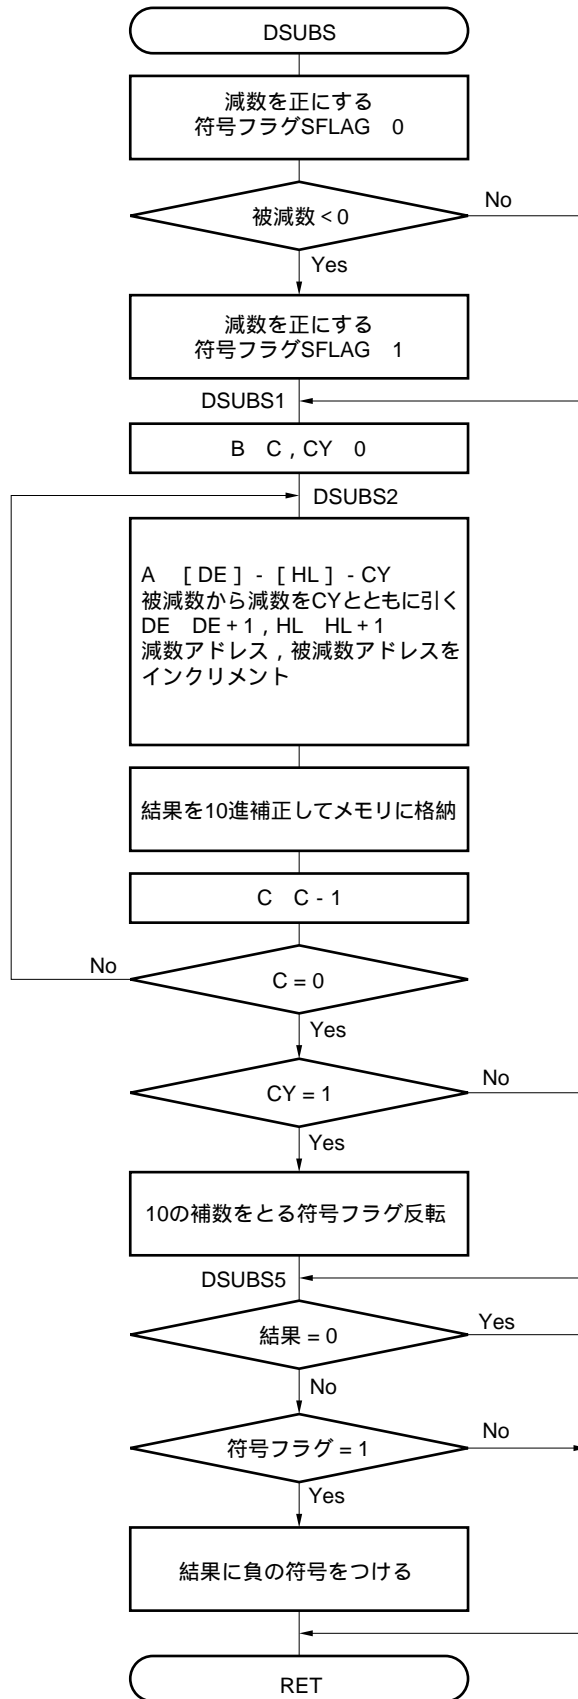 DSUBS
減数を正にする
符号フラグSFLAG 0
被減数＜0
No
Yes
減数を正にする
符号フラグSFLAG 1
DSUBS1
B C , CY 0
DSUBS2
A [ DE ] - [ HL ] - CY
被減数から減数をCYとともに引く
DE DE + 1 , HL HL + 1
減数アドレス , 被減数アドレスを
インクリメント
結果を10進補正してメモリに格納
C C - 1
No
C = 0
Yes
CY = 1
No
Yes
10の補数をとる符号フラグ反転
DSUBS5
結果 = 0
Yes
No
符号フラグ = 1
No
Yes
結果に負の符号をつける
RET